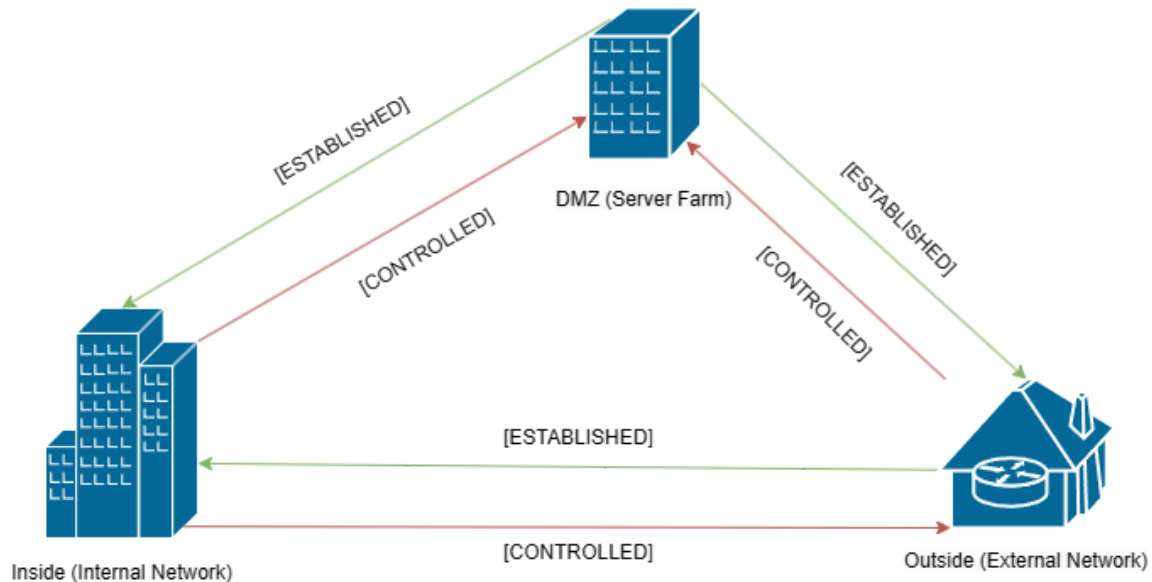 [ESTABLISHED]
[CONTROLLED]
DMZ (Server Farm)
[ESTABLISHED]
[CONTROLLED]
[ESTABLISHED]
[CONTROLLED]
Inside (Internal Network)
Outside (External Network)